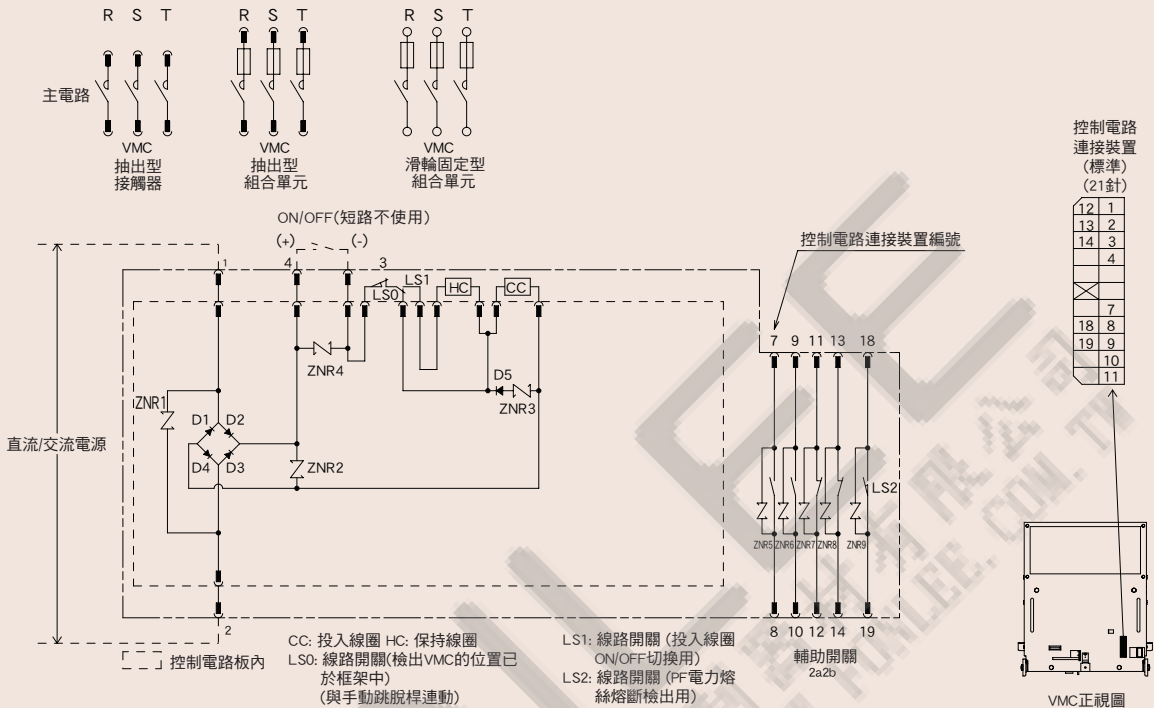 R S T
R S T
R S T
主電路
VMC
抽出型
接觸器
VMC
抽出型
組合單元
VMC
滑輪固定型
組合單元
控制電路
連接裝置
(標準)
(21針)
12 1
13 2
14 3
4
7
18 8
19 9
10
11
ON/OFF(短路不使用)
(+) (-)
控制電路連接裝置編號
1
4
3
LS1
LS0
HC
CC
7 9 11 13 18
ZNR4
D5
ZNR3
ZNR1
D1 D2
D4 D3
ZNR2
直流/交流電源
LS2
ZNR5
ZNR6
ZNR7
ZNR8
ZNR9
2
8 10 12 14 19
輔助開關
2a2b
控制電路板內
CC: 投入線圈 HC: 保持線圈
LS0: 線路開關(檢出VMC的位置已
於框架中)
(與手動跳脫桿連動)
LS1: 線路開關 (投入線圈
ON/OFF切換用)
LS2: 線路開關 (PF電力熔
絲熔斷檢出用)
VMC正視圖